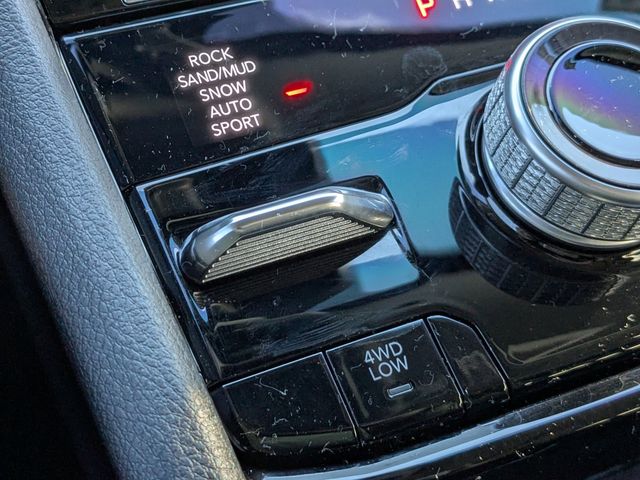 P
ROCK
SAND/MUD
SNOW
AUTO
SPORT
4WD
LOW